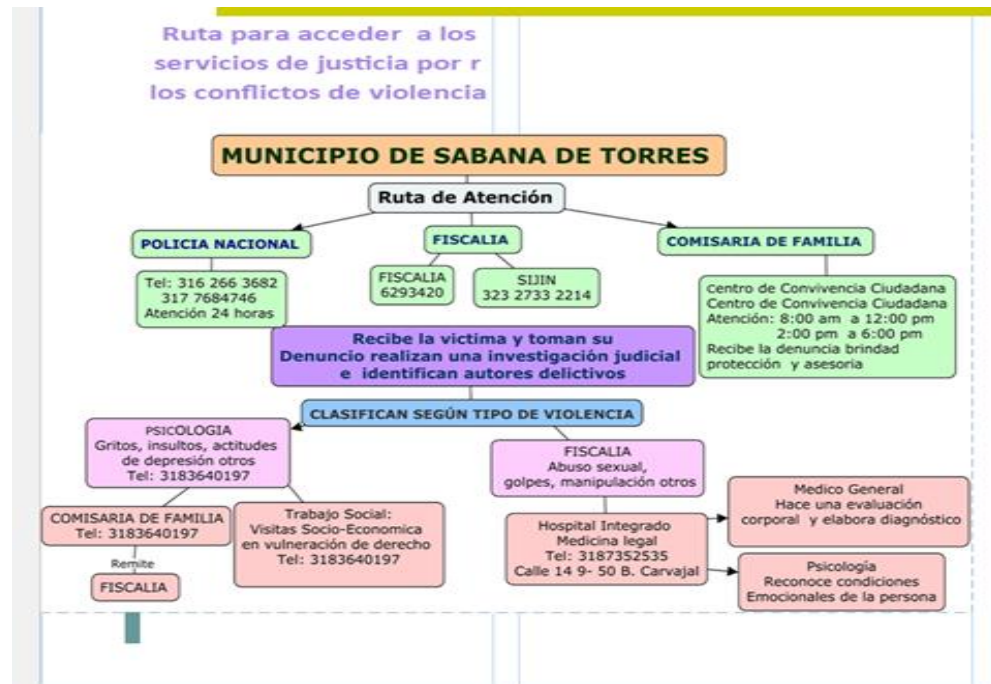 Ruta para acceder a los
servicios de justicia por r
los conflictos de violencia
MUNICIPIO DE SABANA DE TORRES
Ruta de Atención
POLICIA NACIONAL
Tel: 316 266 3682
317 7684746
Atención 24 horas
FISCALIA
FISCALIA
6293420
SIJIN
323 2733 2214
COMISARIA DE FAMILIA
Centro de Convivencia Ciudadana
Centro de Convivencia Ciudadana
Atención: 8:00 am a 12:00 pm
2:00 pm a 6:00 pm
Recibe la denuncia brindad
protección y asesoria
Recibe la victima y toman su
Denuncio realizan una investigación judicial
e identifican autores delictivos
CLASIFICAN SEGÚN TIPO DE VIOLENCIA
PSICOLOGIA
Gritos, insultos, actitudes
de depresión otros
Tel: 3183640197
COMISARIA DE FAMILIA
Tel: 3183640197
Remite
FISCALIA
Trabajo Social:
Visitas Socio-Economica
en vulneración de derecho
Tel: 3183640197
FISCALIA
Abuso sexual,
golpes, manipulación otros
Hospital Integrado
Medicina legal
Tel: 3187352535
Calle 14 9- 50 B. Carvajal
Medico General
Hace una evaluación
corporal y elabora diagnóstico
Psicología
Reconoce condiciones
Emocionales de la persona